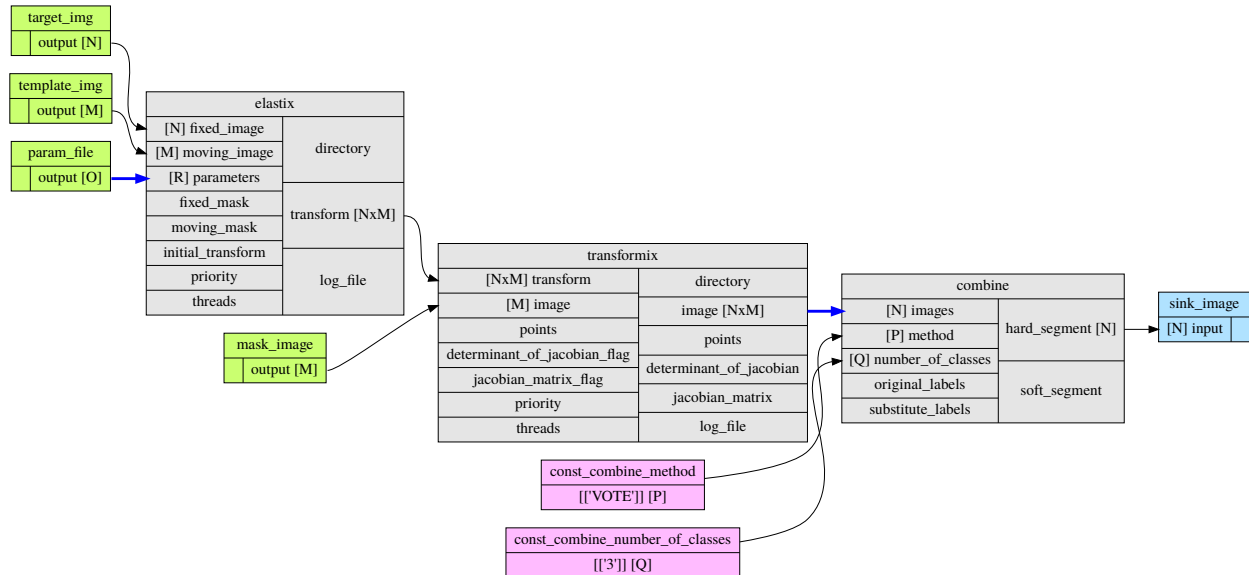 target_img
output [N]
template_img
output [M]
param_file
output [O]
elastix
[N] fixed_image
[M] moving_image
[R] parameters
fixed_mask
moving_mask
initial_transform
priority
threads
directory
transform [NxM]
log_file
mask_image
output [M]
transformix
[NxM] transform
[M] image
points
determinant_of_jacobian_flag
jacobian_matrix_flag
priority
threads
directory
image [NxM]
points
determinant_of_jacobian
jacobian_matrix
log_file
const_combine_method
[['VOTE']] [P]
const_combine_number_of_classes
[['3']] [Q]
combine
[N] images
[P] method
[Q] number_of_classes
original_labels
substitute_labels
hard_segment [N]
soft_segment
sink_image
[N] input